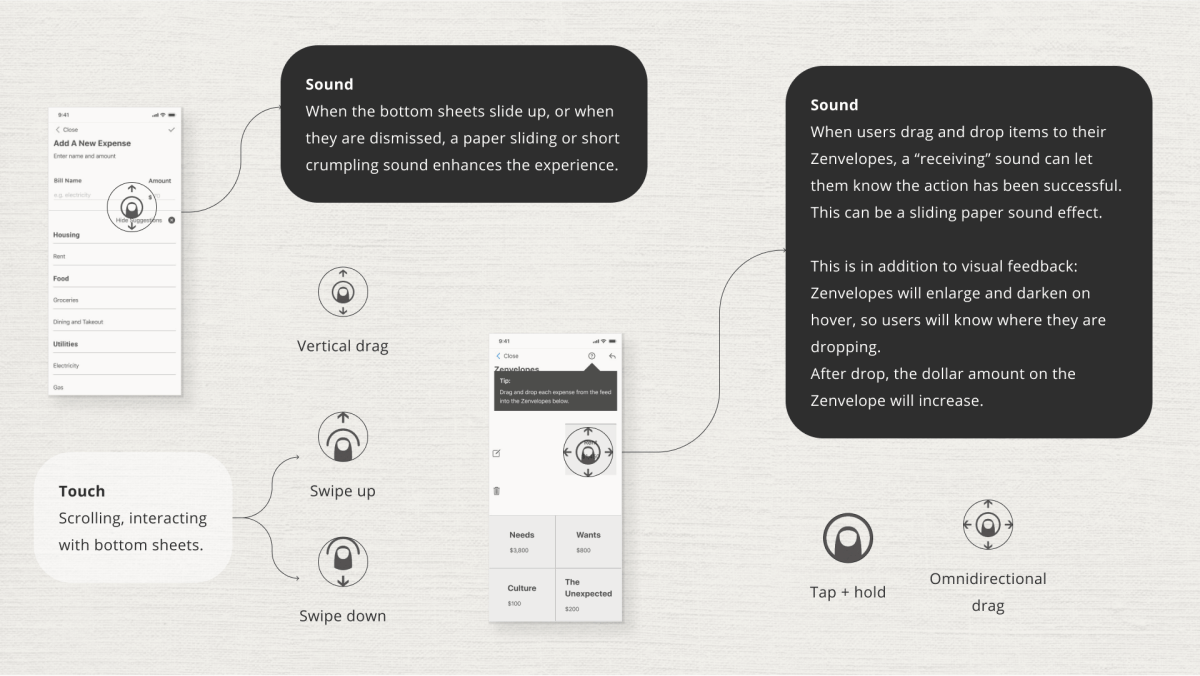 9:41
Close
Add A New Expense
Enter name and amount
Bill Name Amount
e.g. electricity $
Hide Suggestions
Housing
Rent
Food
Groceries
Dining and Takeout
Utilities
Electricity
Gas
Sound
When the bottom sheets slide up, or when
they are dismissed, a paper sliding or short
crumpling sound enhances the experience.
Vertical drag
Touch
Scrolling, interacting
with bottom sheets.
Swipe up
Swipe down
9:41
Close
Zenvelopes
Tip:
Drag and drop each expense from the feed
into the Zenvelopes below.
Needs
$3,800
Wants
$800
Culture
$100
The
Unexpected
$200
Sound
When users drag and drop items to their
Zenvelopes, a “receiving” sound can let
them know the action has been successful.
This can be a sliding paper sound effect.
This is in addition to visual feedback:
Zenvelopes will enlarge and darken on
hover, so users will know where they are
dropping.
After drop, the dollar amount on the
Zenvelope will increase.
Tap + hold
Omnidirectional
drag